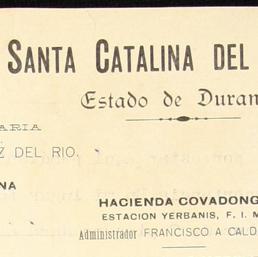 SANTA CATALINA DEL
Estado de Duran
ARIA
Z DEL RIO.
NA
HACIENDA COVADONG
ESTACION YERBANIS, F. I. M
Administrador FRANCISCO A CALD